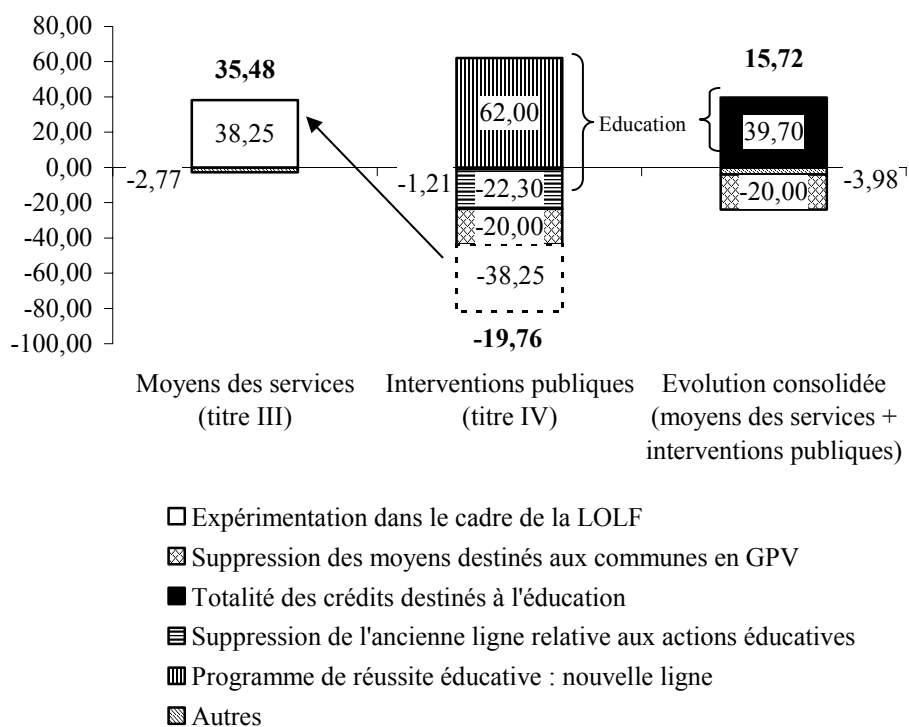 80,00
60,00
40,00
20,00
0,00
-20,00
-40,00
-60,00
-80,00
-100,00
35,48
38,25
-2,77
62,00
-1,21
-22,30
-20,00
-38,25
-19,76
Education
15,72
39,70
-20,00
-3,98
Moyens des services
(titre III)
Interventions publiques
(titre IV)
Evolution consolidée
(moyens des services +
interventions publiques)
Expérimentation dans le cadre de la LOLF
Suppression des moyens destinés aux communes en GPV
Totalité des crédits destinés à l'éducation
Suppression de l'ancienne ligne relative aux actions éducatives
Programme de réussite éducative : nouvelle ligne
Autres